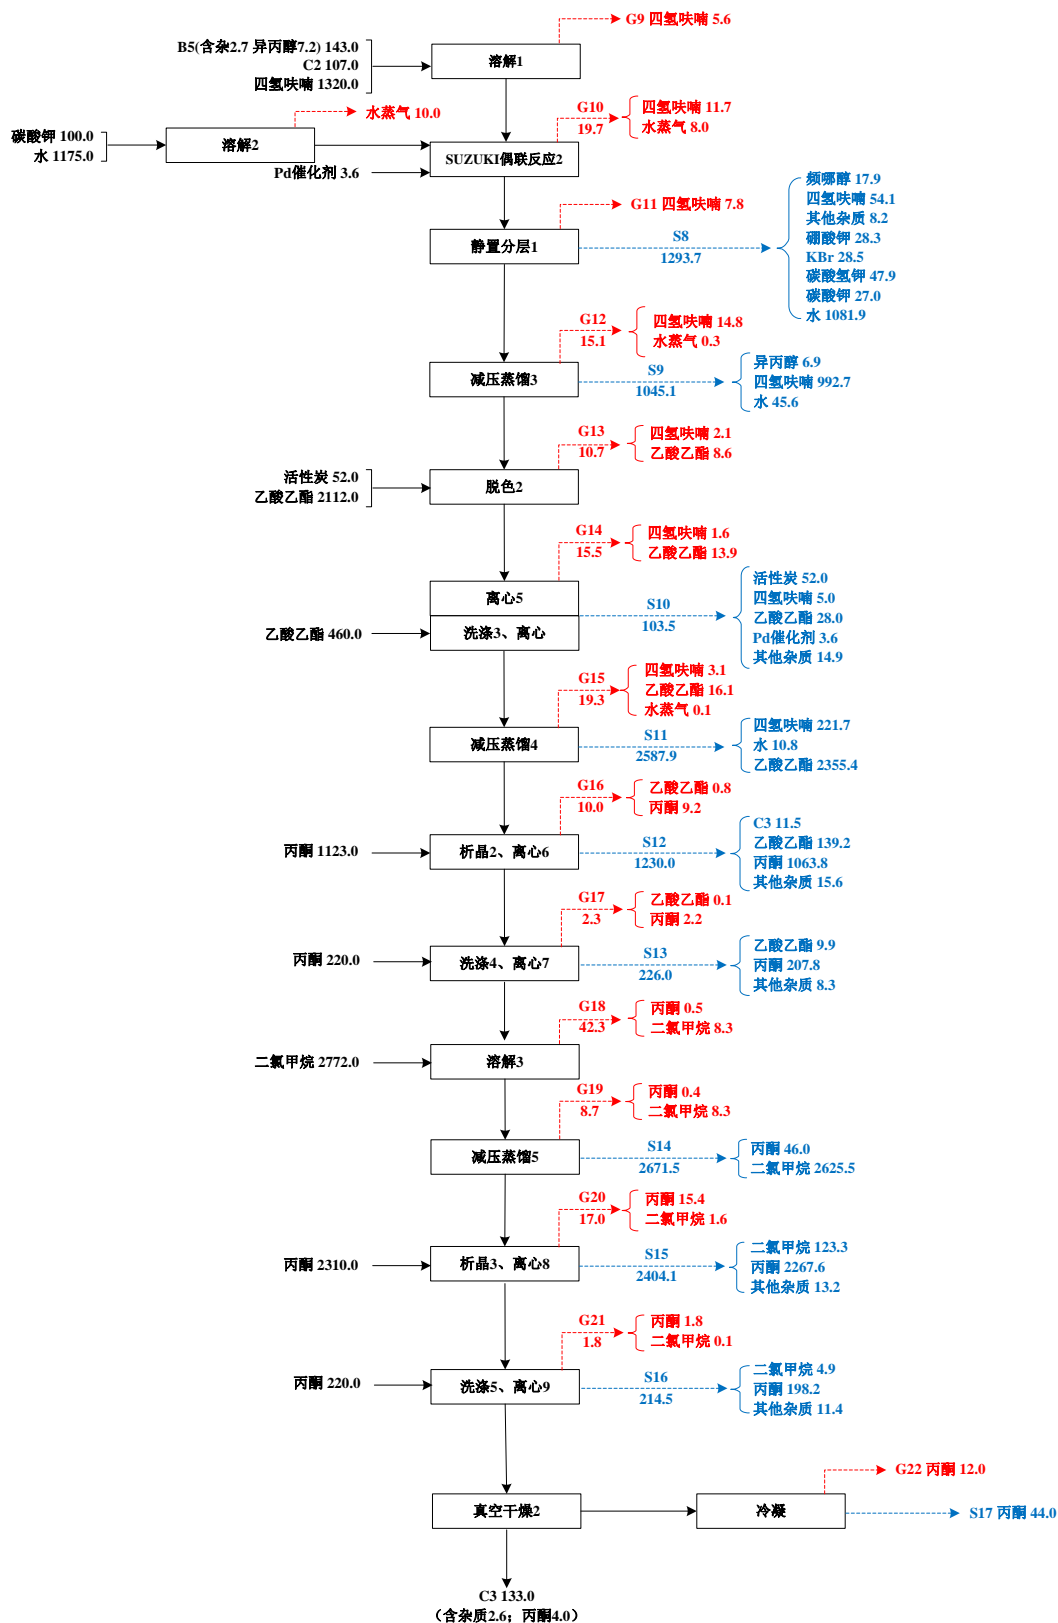 G9 四氢呋喃 5.6
B5(含杂2.7 异丙醇7.2) 143.0
C2 107.0
四氢呋喃 1320.0
溶解1
水蒸气 10.0
G10
19.7
四氢呋喃 11.7
水蒸气 8.0
碳酸钾 100.0
水 1175.0
溶解2
SUZUKI偶联反应2
Pd催化剂 3.6
G11 四氢呋喃 7.8
静置分层1
S8
1293.7
频哪醇 17.9
四氢呋喃 54.1
其他杂质 8.2
硼酸钾 28.3
KBr 28.5
碳酸氢钾 47.9
碳酸钾 27.0
水 1081.9
G12
15.1
四氢呋喃 14.8
水蒸气 0.3
减压蒸馏3
S9
1045.1
异丙醇 6.9
四氢呋喃 992.7
水 45.6
G13
10.7
四氢呋喃 2.1
乙酸乙酯 8.6
活性炭 52.0
乙酸乙酯 2112.0
脱色2
G14
15.5
四氢呋喃 1.6
乙酸乙酯 13.9
离心5
S10
103.5
活性炭 52.0
四氢呋喃 5.0
乙酸乙酯 28.0
Pd催化剂 3.6
其他杂质 14.9
乙酸乙酯 460.0
洗涤3、离心
G15
19.3
四氢呋喃 3.1
乙酸乙酯 16.1
水蒸气 0.1
减压蒸馏4
S11
2587.9
四氢呋喃 221.7
水 10.8
乙酸乙酯 2355.4
G16
10.0
乙酸乙酯 0.8
丙酮 9.2
丙酮 1123.0
析晶2、离心6
S12
1230.0
C3 11.5
乙酸乙酯 139.2
丙酮 1063.8
其他杂质 15.6
G17
2.3
乙酸乙酯 0.1
丙酮 2.2
丙酮 220.0
洗涤4、离心7
S13
226.0
乙酸乙酯 9.9
丙酮 207.8
其他杂质 8.3
G18
42.3
丙酮 0.5
二氯甲烷 8.3
二氯甲烷 2772.0
溶解3
G19
8.7
丙酮 0.4
二氯甲烷 8.3
减压蒸馏5
S14
2671.5
丙酮 46.0
二氯甲烷 2625.5
G20
17.0
丙酮 15.4
二氯甲烷 1.6
丙酮 2310.0
析晶3、离心8
S15
2404.1
二氯甲烷 123.3
丙酮 2267.6
其他杂质 13.2
G21
1.8
丙酮 1.8
二氯甲烷 0.1
丙酮 220.0
洗涤5、离心9
S16
214.5
二氯甲烷 4.9
丙酮 198.2
其他杂质 11.4
G22 丙酮 12.0
真空干燥2
冷凝
S17 丙酮 44.0
C3 133.0
（含杂质2.6；丙酮4.0）